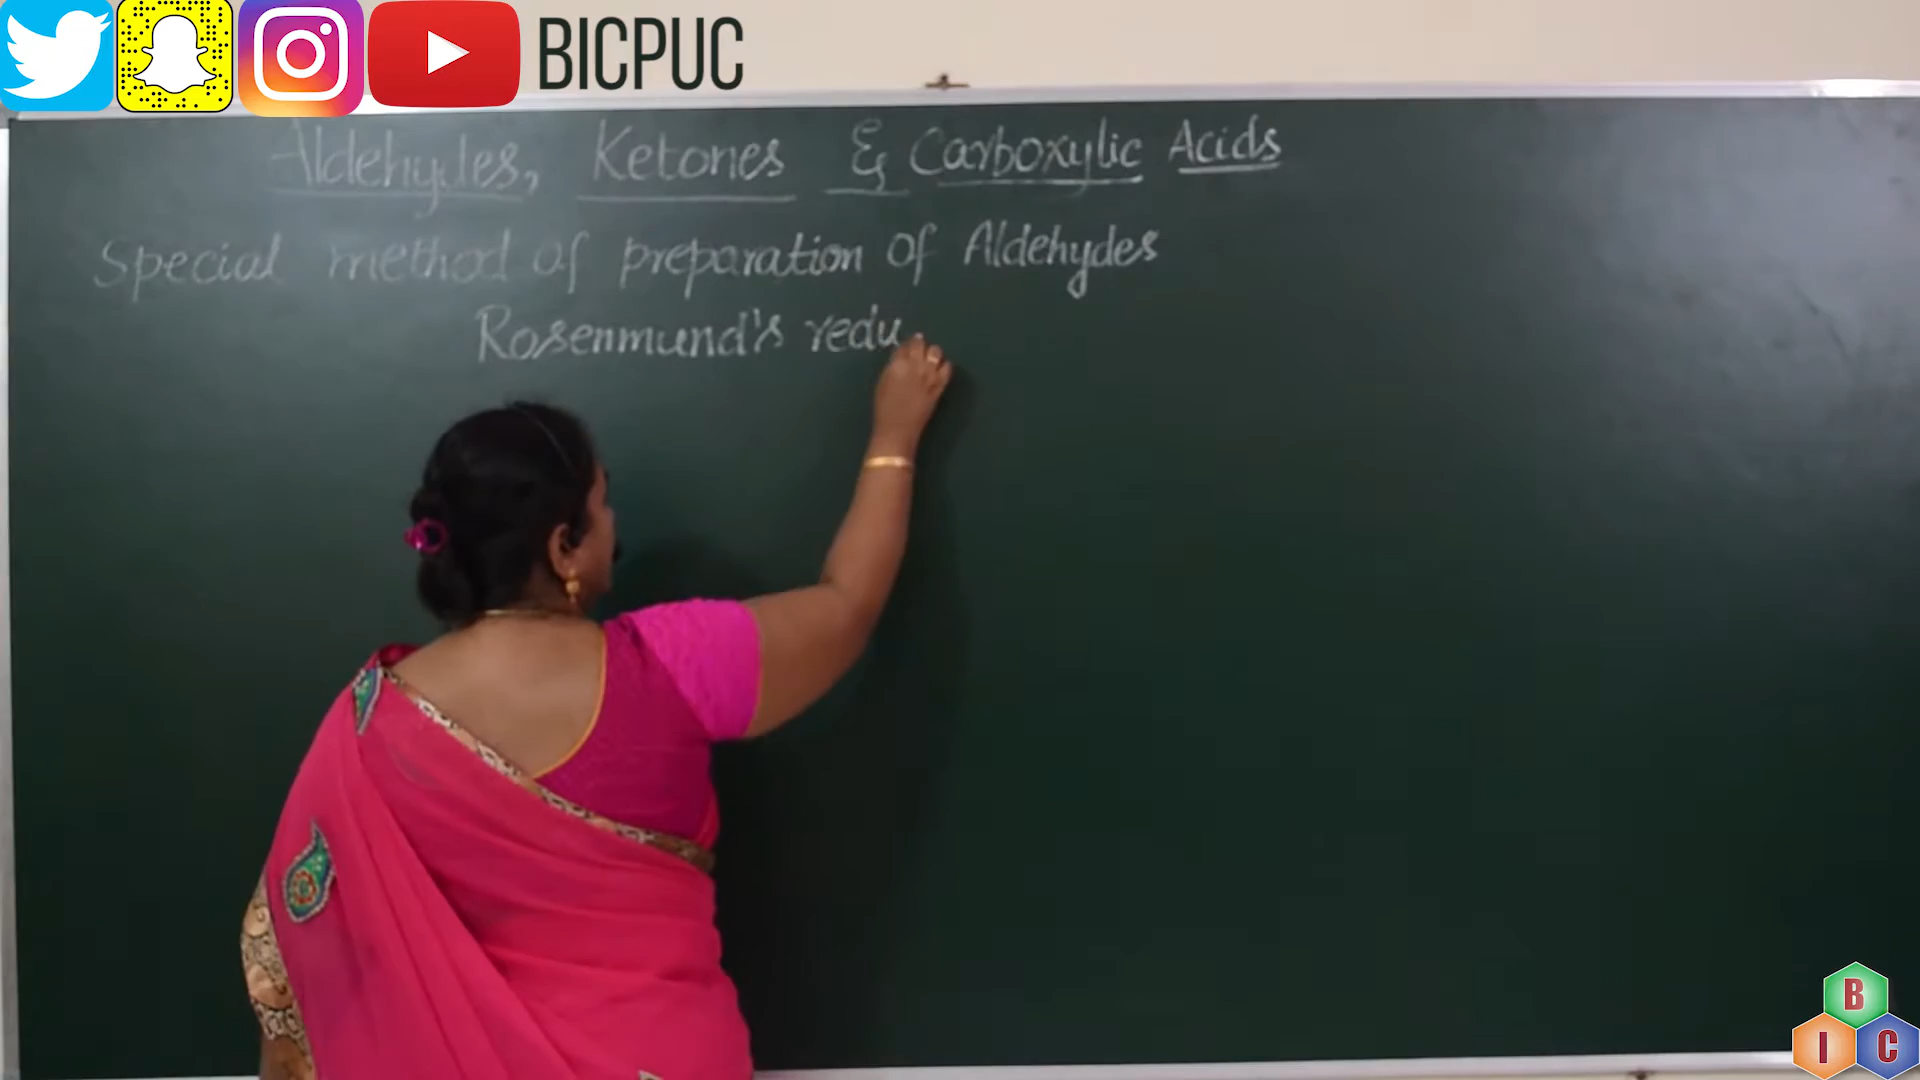 BICPUC
Aldehydes, Ketones & Carboxylic Acids
Special method of preparation of Aldehydes
Rosenmund's redu
B
I C